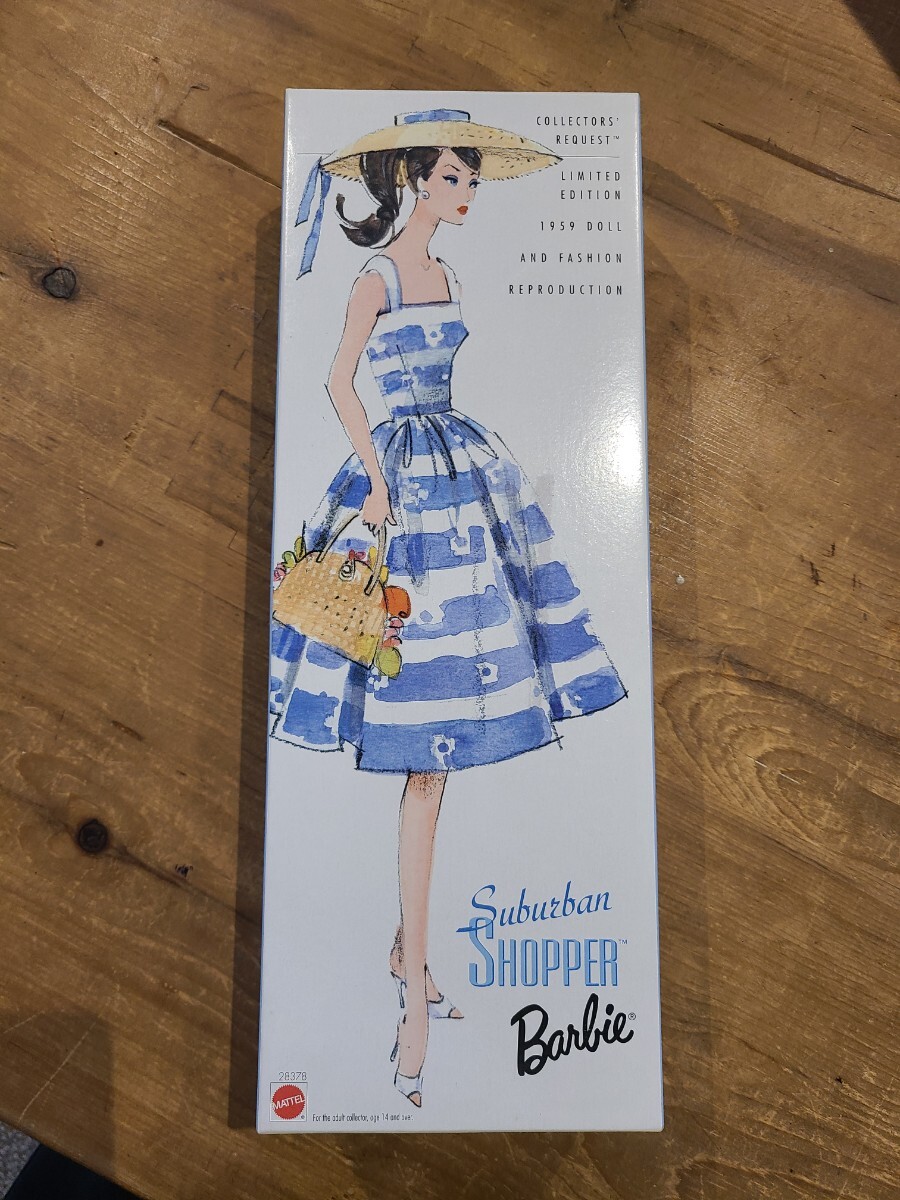 COLLECTORS'
REQUEST™
LIMITED
EDITION
1959 DOLL
AND FASHION
REPRODUCTION
Suburban
SHOPPER™
Barbie®
28378
MATTEL
For the adult collector, age 14 and over.